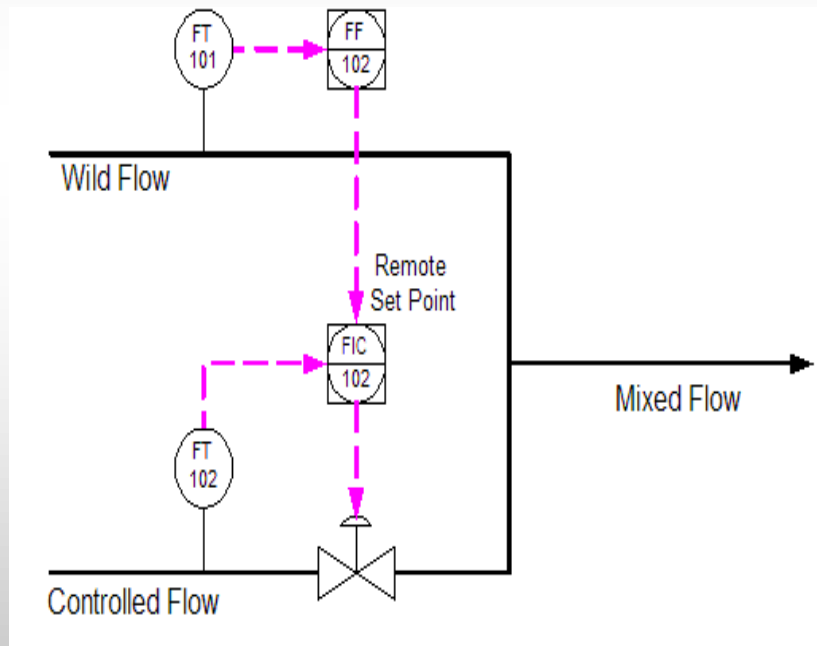 FT
101
FF
102
Wild Flow
Remote
Set Point
FIC
102
Mixed Flow
FT
102
Controlled Flow